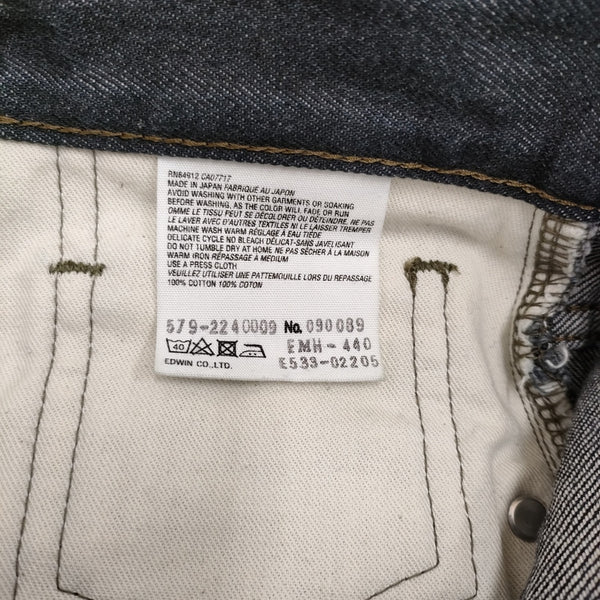 RN84912 CA07717
MADE IN JAPAN FABRIQUE AU JAPON
AVOID WASHING WITH OTHER GARMENTS OR SOAKING
BEFORE WASHING, AS THE COLOR WILL FADE OR RUN
OMME LE TISSU PEUT SE DÉCOLORER OU DÉTEINDRE, NE PAS
LE LAVER AVEC D'AUTRES TEXTILES NI LE LAISSER TREMPER
MACHINE WASH WARM RÉGLAGE À EAU TIÈDE
DELICATE CYCLE NO BLEACH DÉLICAT-SANS JAVELISANT
DO NOT TUMBLE DRY AT HOME NE PAS SÈCHER À LA MAISON
WARM IRON RÉPASSAGE À MEDIUM
USE A PRESS CLOTH
VEUILLEZ UTILISER UNE PATTEMOUILLE LORS DU REPASSAGE
100% COTTON 100% COTON
579-2240009 No. 090089
40 EMH-440
EDWIN CO.,LTD. E533-02205